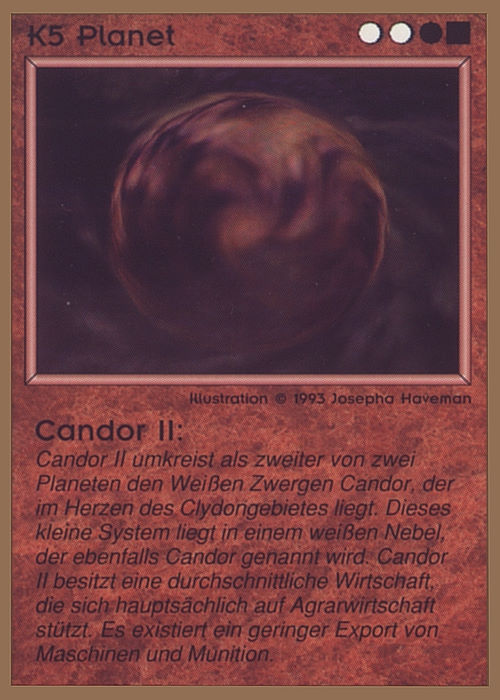 K5 Planet
Illustration © 1993 Josepha Haveman
Candor II:
Candor II umkreist als zweiter von zwei
Planeten den Weißen Zwergen Candor, der
im Herzen des Clydongebietes liegt. Dieses
kleine System liegt in einem weißen Nebel,
der ebenfalls Candor genannt wird. Candor
II besitzt eine durchschnittliche Wirtschaft,
die sich hauptsächlich auf Agrarwirtschaft
stützt. Es existiert ein geringer Export von
Maschinen und Munition.